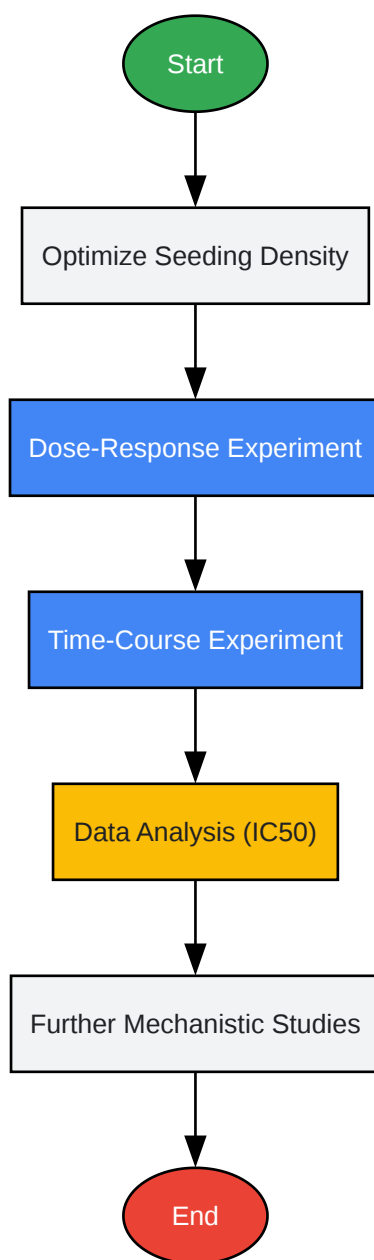 Start
Optimize Seeding Density
Dose-Response Experiment
Time-Course Experiment
Data Analysis (IC50)
Further Mechanistic Studies
End